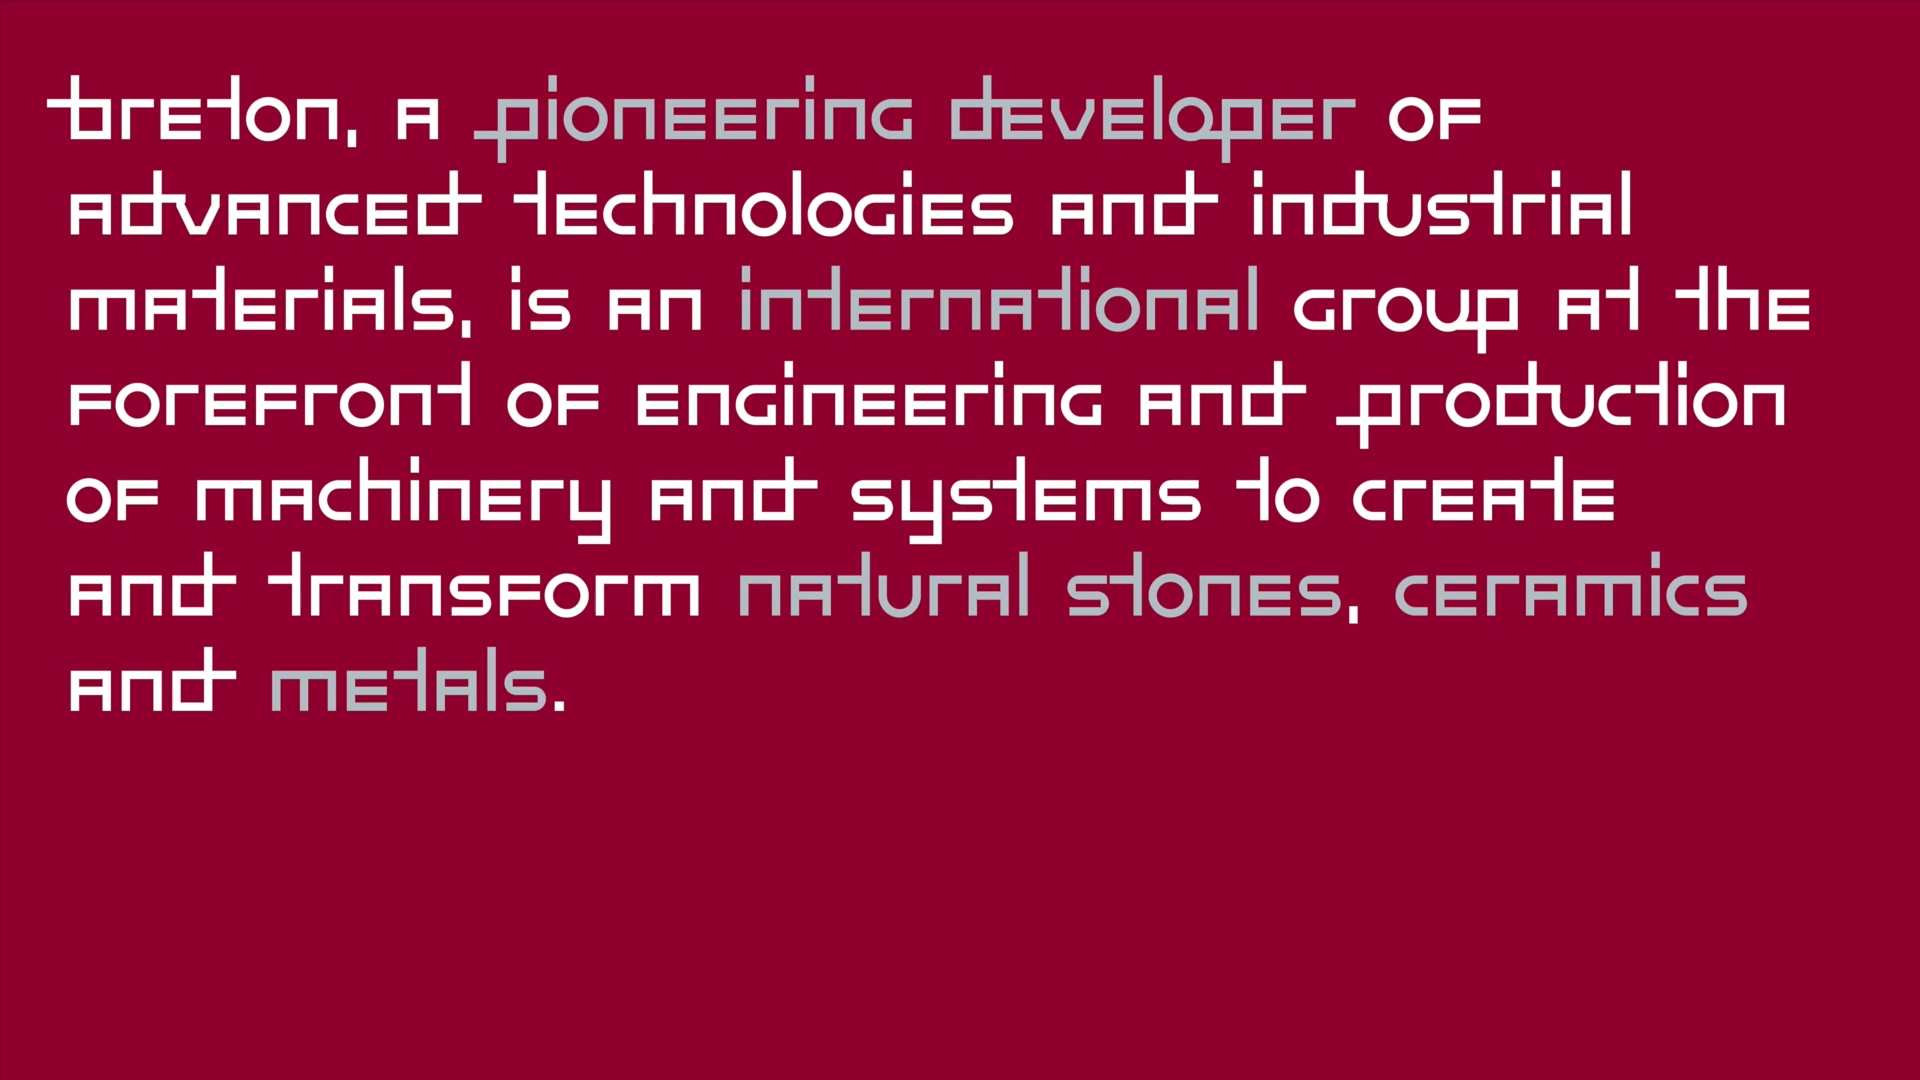 breton, a pioneering developer of
advanced technologies and industrial
materials, is an international group at the
forefront of engineering and production
of machinery and systems to create
and transform natural stones, ceramics
and metals.